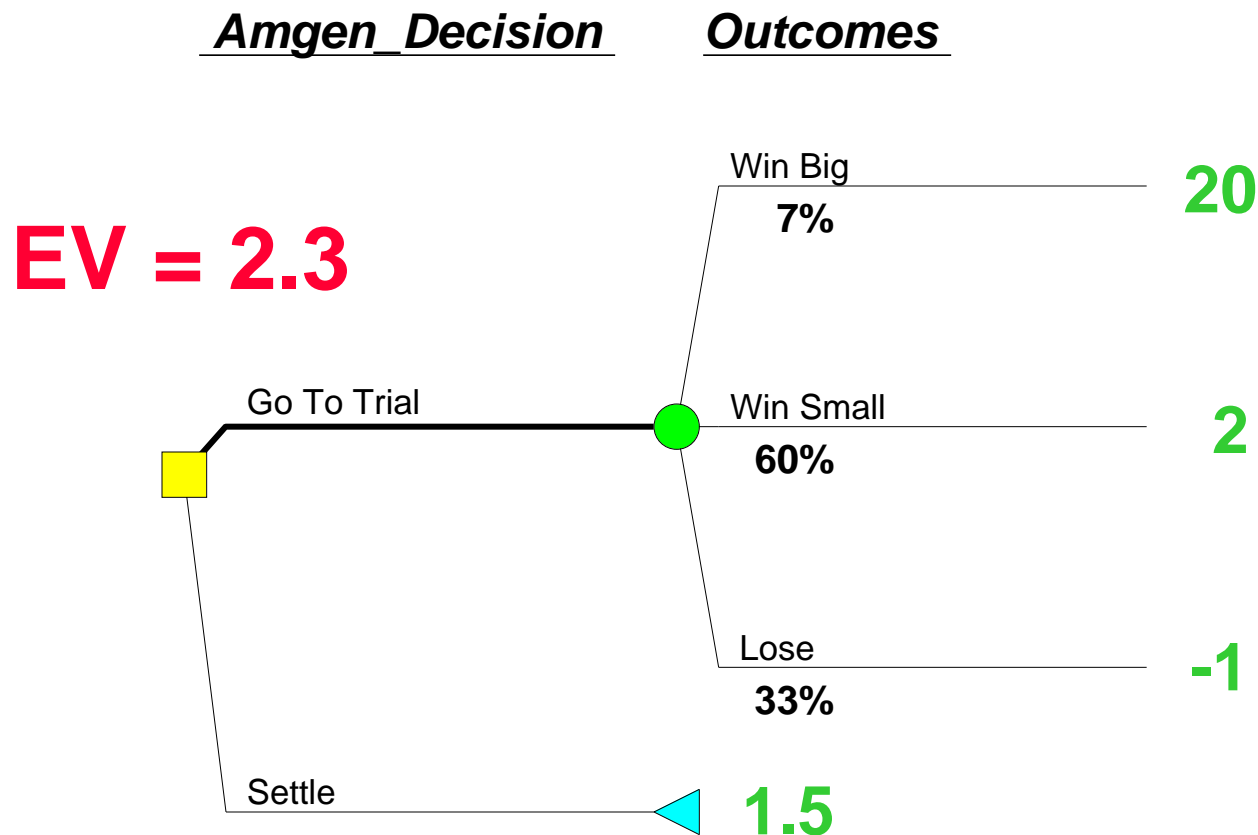 Amgen_Decision Outcomes
Win Big
20
7%
EV = 2.3
Go To Trial
Win Small
2
60%
Lose
-1
33%
Settle
1.5